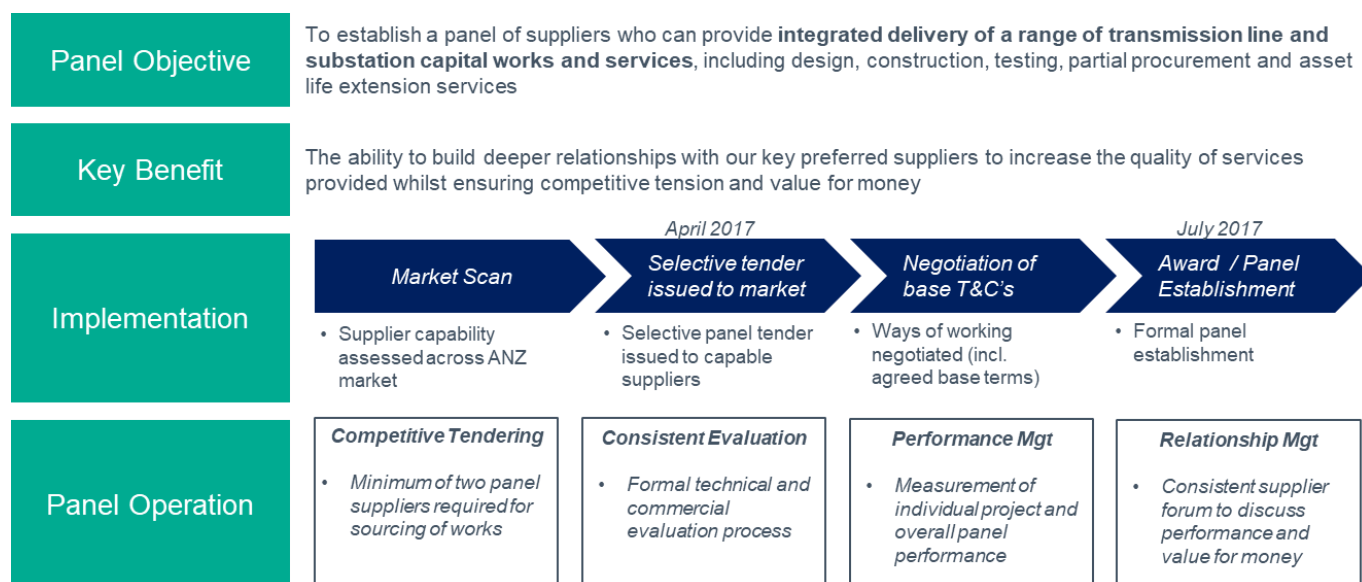 Panel Objective
To establish a panel of suppliers who can provide integrated delivery of a range of transmission line and
substation capital works and services, including design, construction, testing, partial procurement and asset
life extension services
Key Benefit
The ability to build deeper relationships with our key preferred suppliers to increase the quality of services
provided whilst ensuring competitive tension and value for money
Implementation
April 2017
July 2017
Market Scan
Selective tender
issued to market
Negotiation of
base T&C's
Award / Panel
Establishment
• Supplier capability
assessed across ANZ
market
• Selective panel tender
issued to capable
suppliers
• Ways of working
negotiated (incl.
agreed base terms)
• Formal panel
establishment
Panel Operation
Competitive Tendering
• Minimum of two panel
suppliers required for
sourcing of works
Consistent Evaluation
• Formal technical and
commercial
evaluation process
Performance Mgt
• Measurement of
individual project and
overall panel
performance
Relationship Mgt
• Consistent supplier
forum to discuss
performance and
value for money